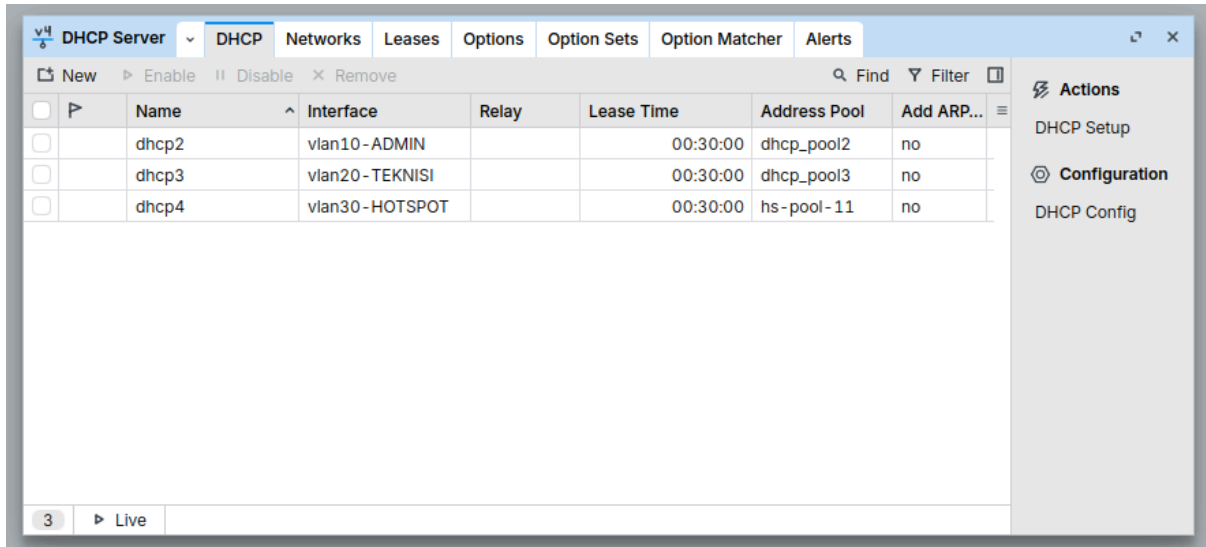 DHCP Server DHCP Networks Leases Options Option Sets Option Matcher Alerts
New Enable Disable Remove Find Filter
Name Interface Relay Lease Time Address Pool Add ARP...
dhcp2 vlan10-ADMIN 00:30:00 dhcp_pool2 no
dhcp3 vlan20-TEKNISI 00:30:00 dhcp_pool3 no
dhcp4 vlan30-HOTSPOT 00:30:00 hs-pool-11 no
3 Live
Actions
DHCP Setup
Configuration
DHCP Config